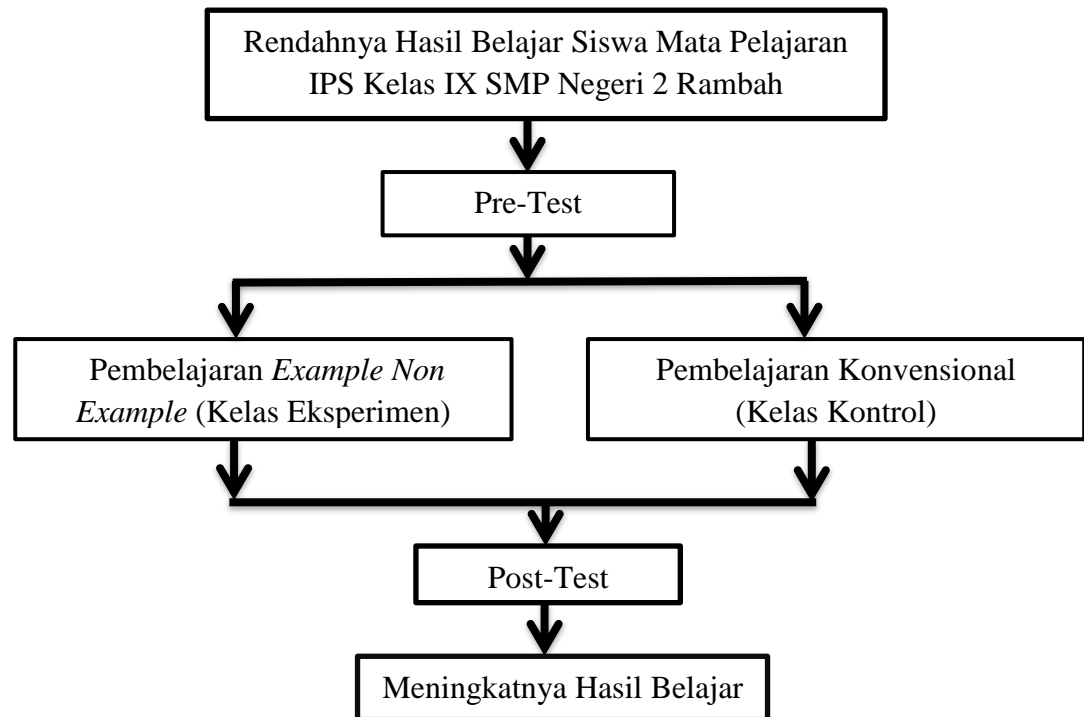 Rendahnya Hasil Belajar Siswa Mata Pelajaran
IPS Kelas IX SMP Negeri 2 Rambah
Pre-Test
Pembelajaran Example Non
Example (Kelas Eksperimen)
Pembelajaran Konvensional
(Kelas Kontrol)
Post-Test
Meningkatnya Hasil Belajar